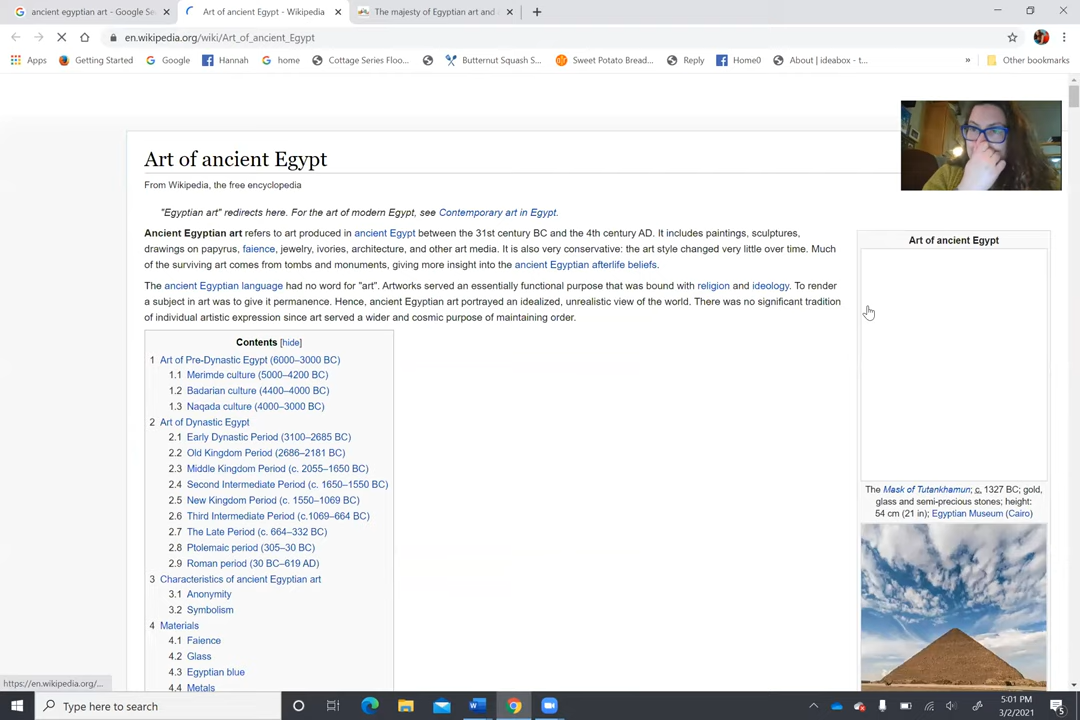 ancient egyptian art - Google Se
Art of ancient Egypt - Wikipedia
The majesty of Egyptian art and
en.wikipedia.org/wiki/Art_of_ancient_Egypt
Apps
Getting Started
Google
Hannah
home
Cottage Series Floo...
Butternut Squash S...
Sweet Potato Bread...
Reply
Home0
About | ideabox - t...
»
Other bookmarks
Art of ancient Egypt
From Wikipedia, the free encyclopedia
"Egyptian art" redirects here. For the art of modern Egypt, see Contemporary art in Egypt.
Ancient Egyptian art refers to art produced in ancient Egypt between the 31st century BC and the 4th century AD. It includes paintings, sculptures,
drawings on papyrus, faience, jewelry, ivories, architecture, and other art media. It is also very conservative: the art style changed very little over time. Much
of the surviving art comes from tombs and monuments, giving more insight into the ancient Egyptian afterlife beliefs.
The ancient Egyptian language had no word for "art". Artworks served an essentially functional purpose that was bound with religion and ideology. To render
a subject in art was to give it permanence. Hence, ancient Egyptian art portrayed an idealized, unrealistic view of the world. There was no significant tradition
of individual artistic expression since art served a wider and cosmic purpose of maintaining order.
Contents [hide]
1 Art of Pre-Dynastic Egypt (6000–3000 BC)
1.1 Merimde culture (5000–4200 BC)
1.2 Badarian culture (4400–4000 BC)
1.3 Naqada culture (4000–3000 BC)
2 Art of Dynastic Egypt
2.1 Early Dynastic Period (3100–2685 BC)
2.2 Old Kingdom Period (2686–2181 BC)
2.3 Middle Kingdom Period (c. 2055–1650 BC)
2.4 Second Intermediate Period (c. 1650–1550 BC)
2.5 New Kingdom Period (c. 1550–1069 BC)
2.6 Third Intermediate Period (c.1069–664 BC)
2.7 The Late Period (c. 664–332 BC)
2.8 Ptolemaic period (305–30 BC)
2.9 Roman period (30 BC–619 AD)
3 Characteristics of ancient Egyptian art
3.1 Anonymity
3.2 Symbolism
4 Materials
4.1 Faience
4.2 Glass
4.3 Egyptian blue
4.4 Metals
Art of ancient Egypt
The Mask of Tutankhamun; c. 1327 BC; gold,
glass and semi-precious stones; height:
54 cm (21 in); Egyptian Museum (Cairo)
https://en.wikipedia.org/...
Type here to search
5:01 PM
3/2/2021
5